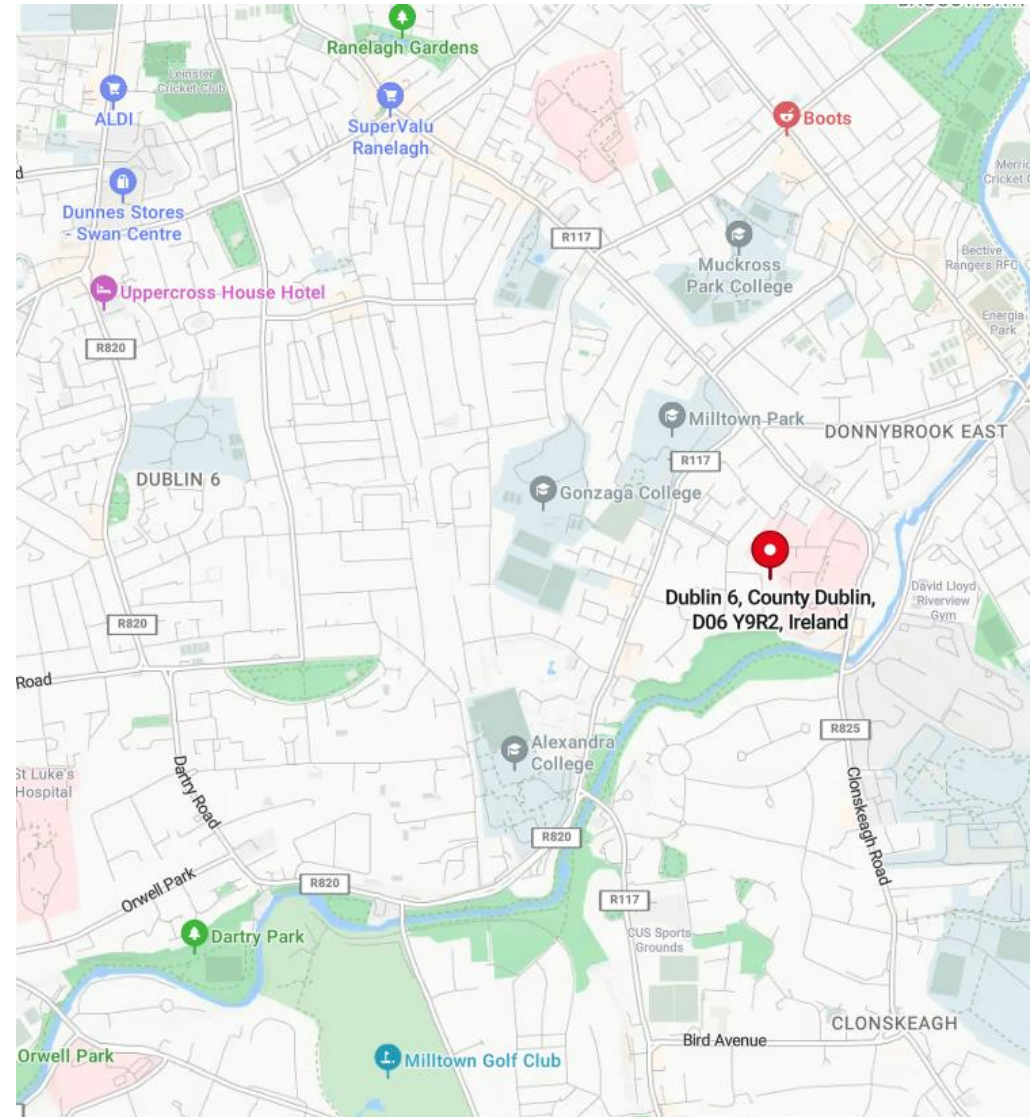 Ranelagh Gardens
Leinster
Cricket Club
ALDI
SuperValu
Ranelagh
Boots
Merric
Cricket C
d
Dunnes Stores
- Swan Centre
R117
Muckross
Park College
Bective
Rangers RFC
Uppercross House Hotel
Energia
Park
R820
Milltown Park
DONNYBROOK EAST
R117
DUBLIN 6
Gonzaga College
David Lloyd
Riverview
Gym
Dublin 6, County Dublin,
D06 Y9R2, Ireland
R820
Road
R825
Alexandra
College
St Luke's
Hospital
Dartry Road
Clonskeagh Road
R820
Orwell Park
R820
R117
Dartry Park
CUS Sports
Grounds
CLONSKEAGH
Bird Avenue
Orwell Park
Milltown Golf Club